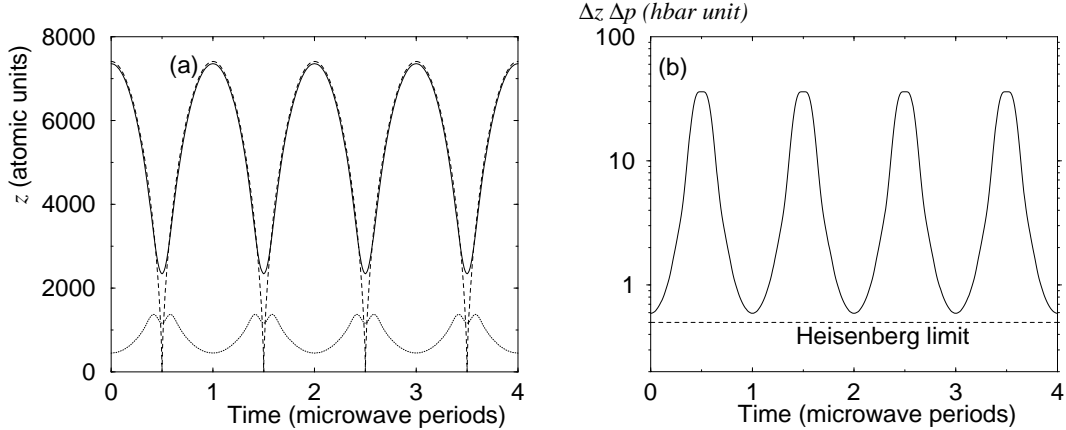 Δz Δp (hbar unit)
8000
6000
4000
2000
0
z (atomic units)
(a)
0 1 2 3 4
Time (microwave periods)
100
10
1
(b)
Heisenberg limit
0 1 2 3 4
Time (microwave periods)